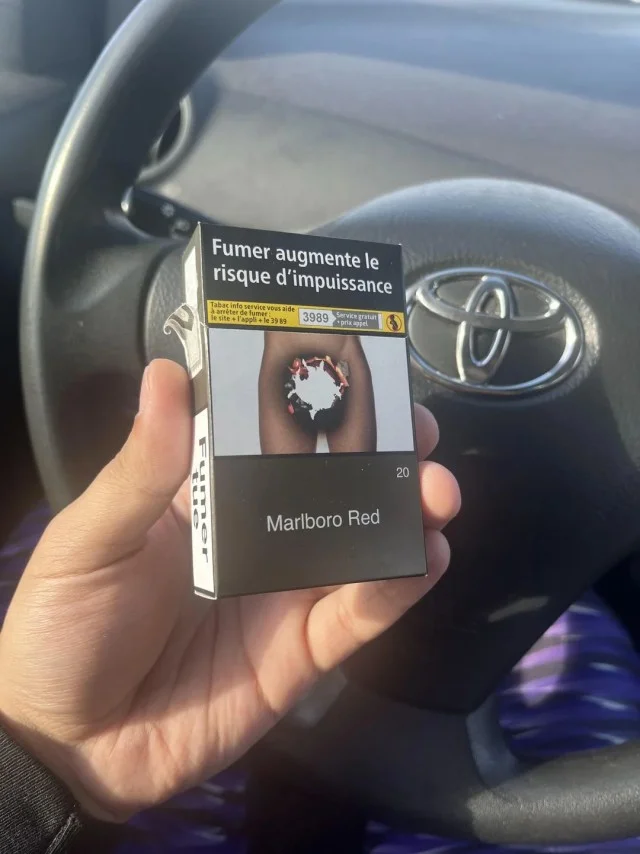 Fumer augmente le
risque d'impuissance
Tabac info service vous aide
à arrêter de fumer :
le site + l'appli + le 39 89
3989
Service gratuit
+ prix appel
20
Marlboro Red
Fumer
tue